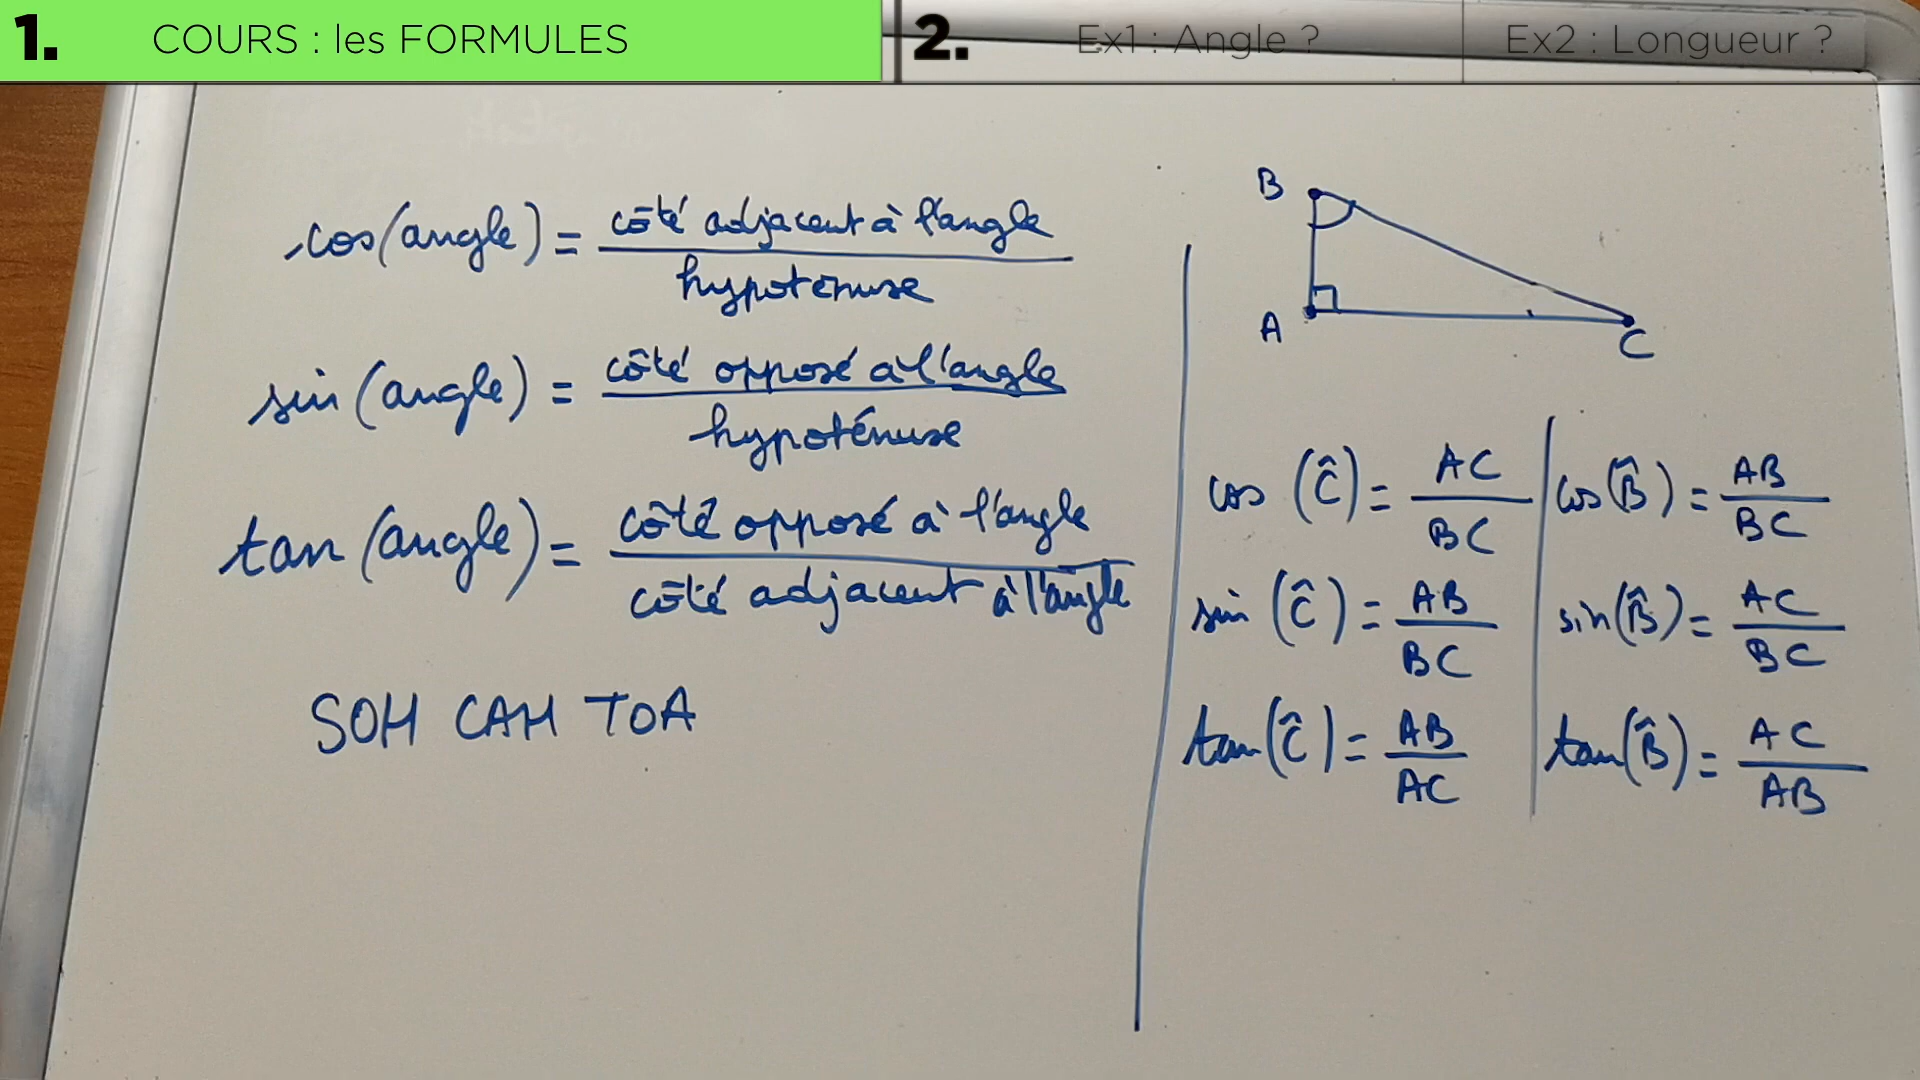 1. COURS : les FORMULES
2. Ex1 : Angle ? Ex2 : Longueur ?
cos(angle) = côté adjacent à l'angle
hypoténuse
sin(angle) = côté opposé à l'angle
hypoténuse
tan(angle) = côté opposé à l'angle
côté adjacent à l'angle
SOH CAH TOA
B
A
C
cos (Ĉ) = AC
BC
sin (Ĉ) = AB
BC
tan(Ĉ) = AB
AC
cos(B̂) = AB
BC
sin(B̂) = AC
BC
tan(B̂) = AC
AB